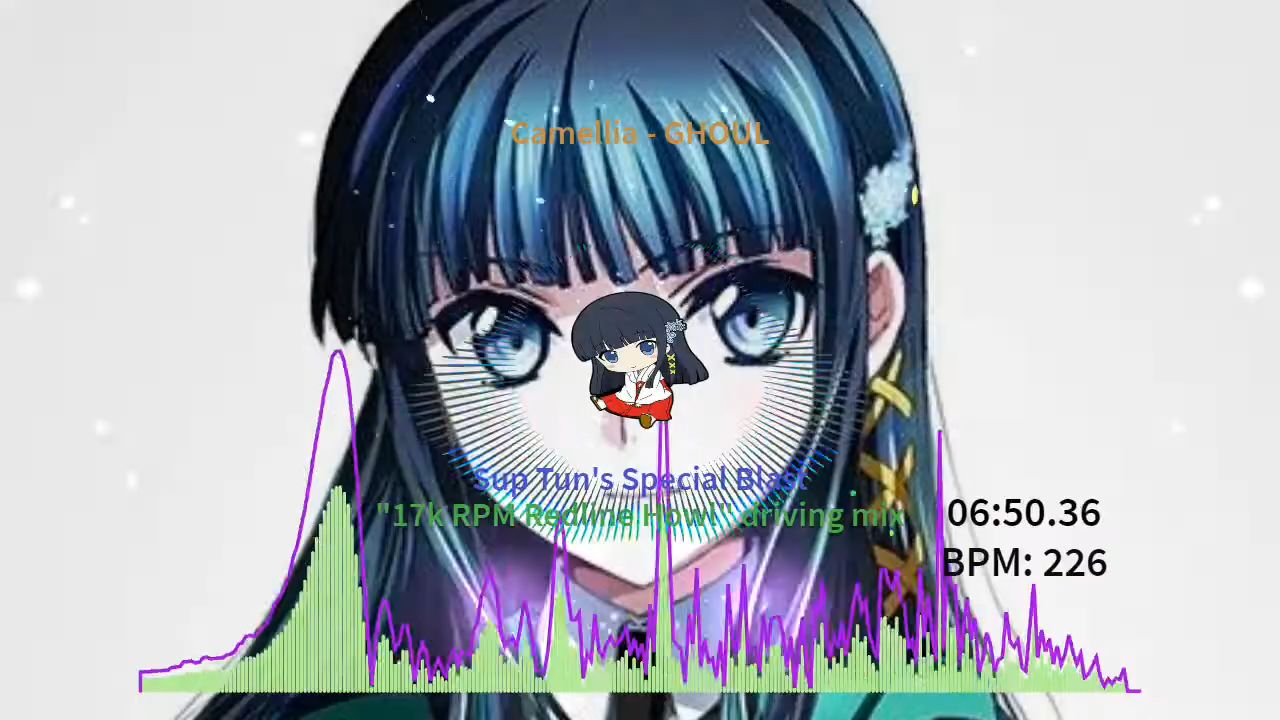 Camellia - GHOUL
Sup Tun's Special Blast
"17k RPM Redline Howl" driving mix
06:50.36
BPM: 226